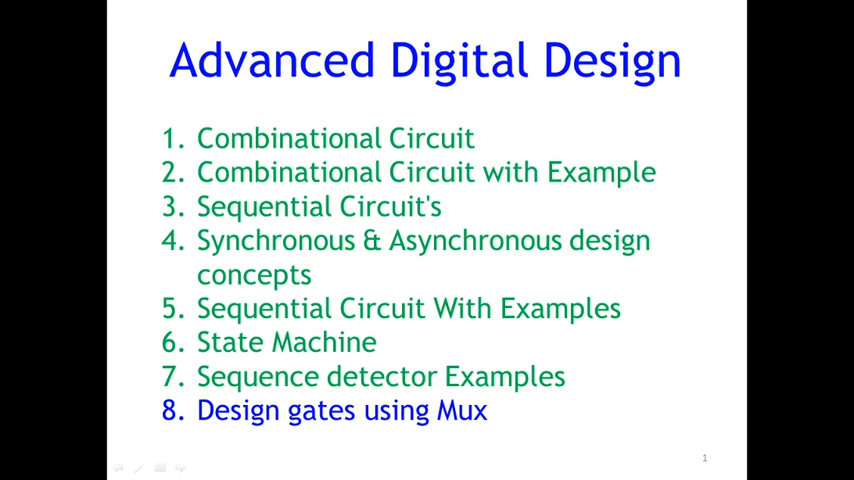 Advanced Digital Design
1. Combinational Circuit
2. Combinational Circuit with Example
3. Sequential Circuit's
4. Synchronous & Asynchronous design
concepts
5. Sequential Circuit With Examples
6. State Machine
7. Sequence detector Examples
8. Design gates using Mux
1